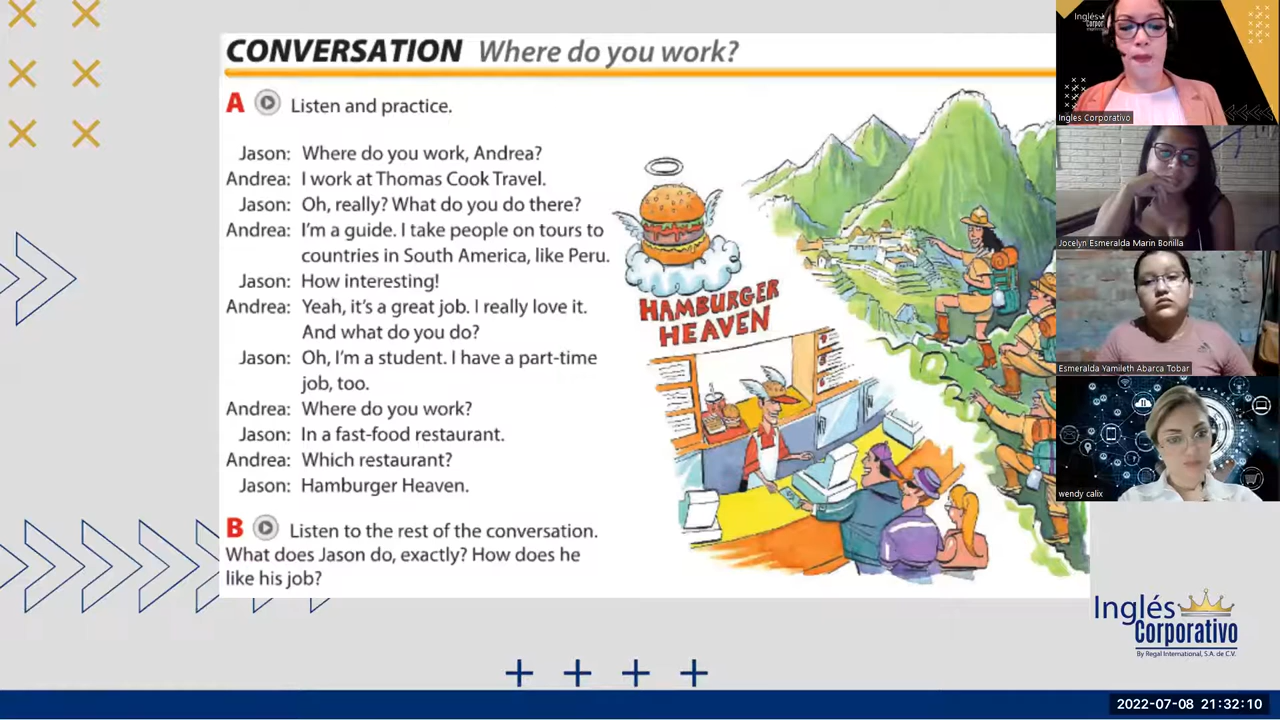 CONVERSATION Where do you work?
A Listen and practice.
Jason: Where do you work, Andrea?
Andrea: I work at Thomas Cook Travel.
Jason: Oh, really? What do you do there?
Andrea: I'm a guide. I take people on tours to
countries in South America, like Peru.
Jason: How interesting!
Andrea: Yeah, it's a great job. I really love it.
And what do you do?
Jason: Oh, I'm a student. I have a part-time
job, too.
Andrea: Where do you work?
Jason: In a fast-food restaurant.
Andrea: Which restaurant?
Jason: Hamburger Heaven.
B Listen to the rest of the conversation.
What does Jason do, exactly? How does he
like his job?
HAMBURGER
HEAVEN
Ingles Corporativo
Jocelyn Esmeralda Marin Bonilla
Esmeralda Yamileth Abarca Tobar
wendy calix
Inglés
Corporativo
By Regal International, S.A. de C.V.
2022-07-08 21:32:10